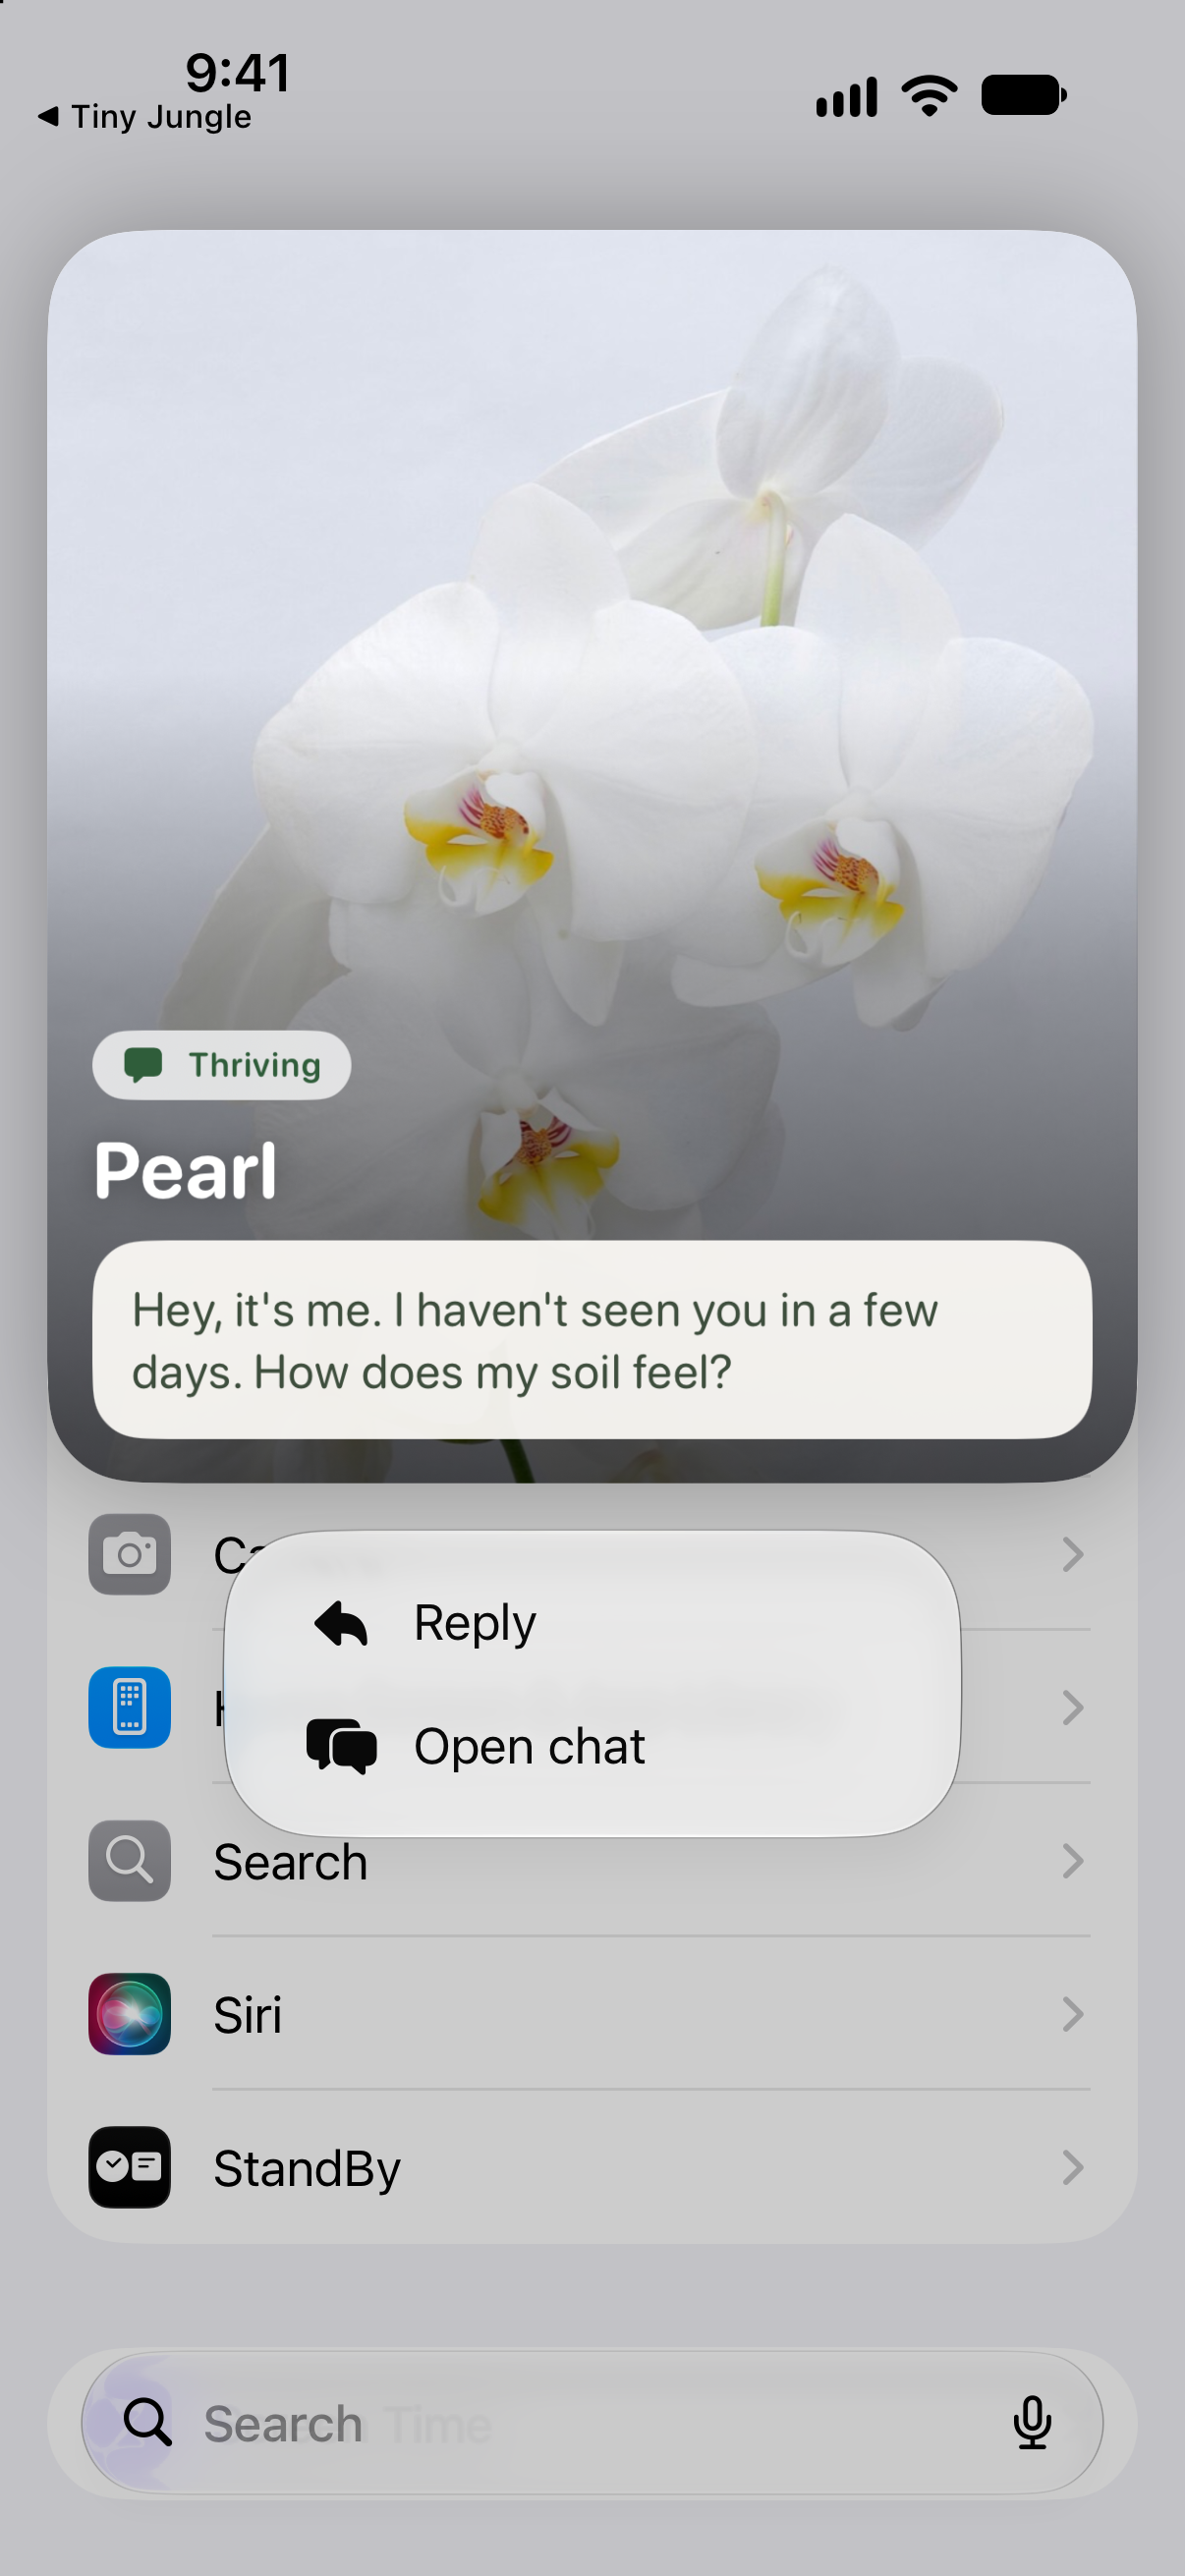 9:41
Tiny Jungle
Thriving
Pearl
Hey, it's me. I haven't seen you in a few
days. How does my soil feel?
Reply
Open chat
Search
Siri
StandBy
Search
Time